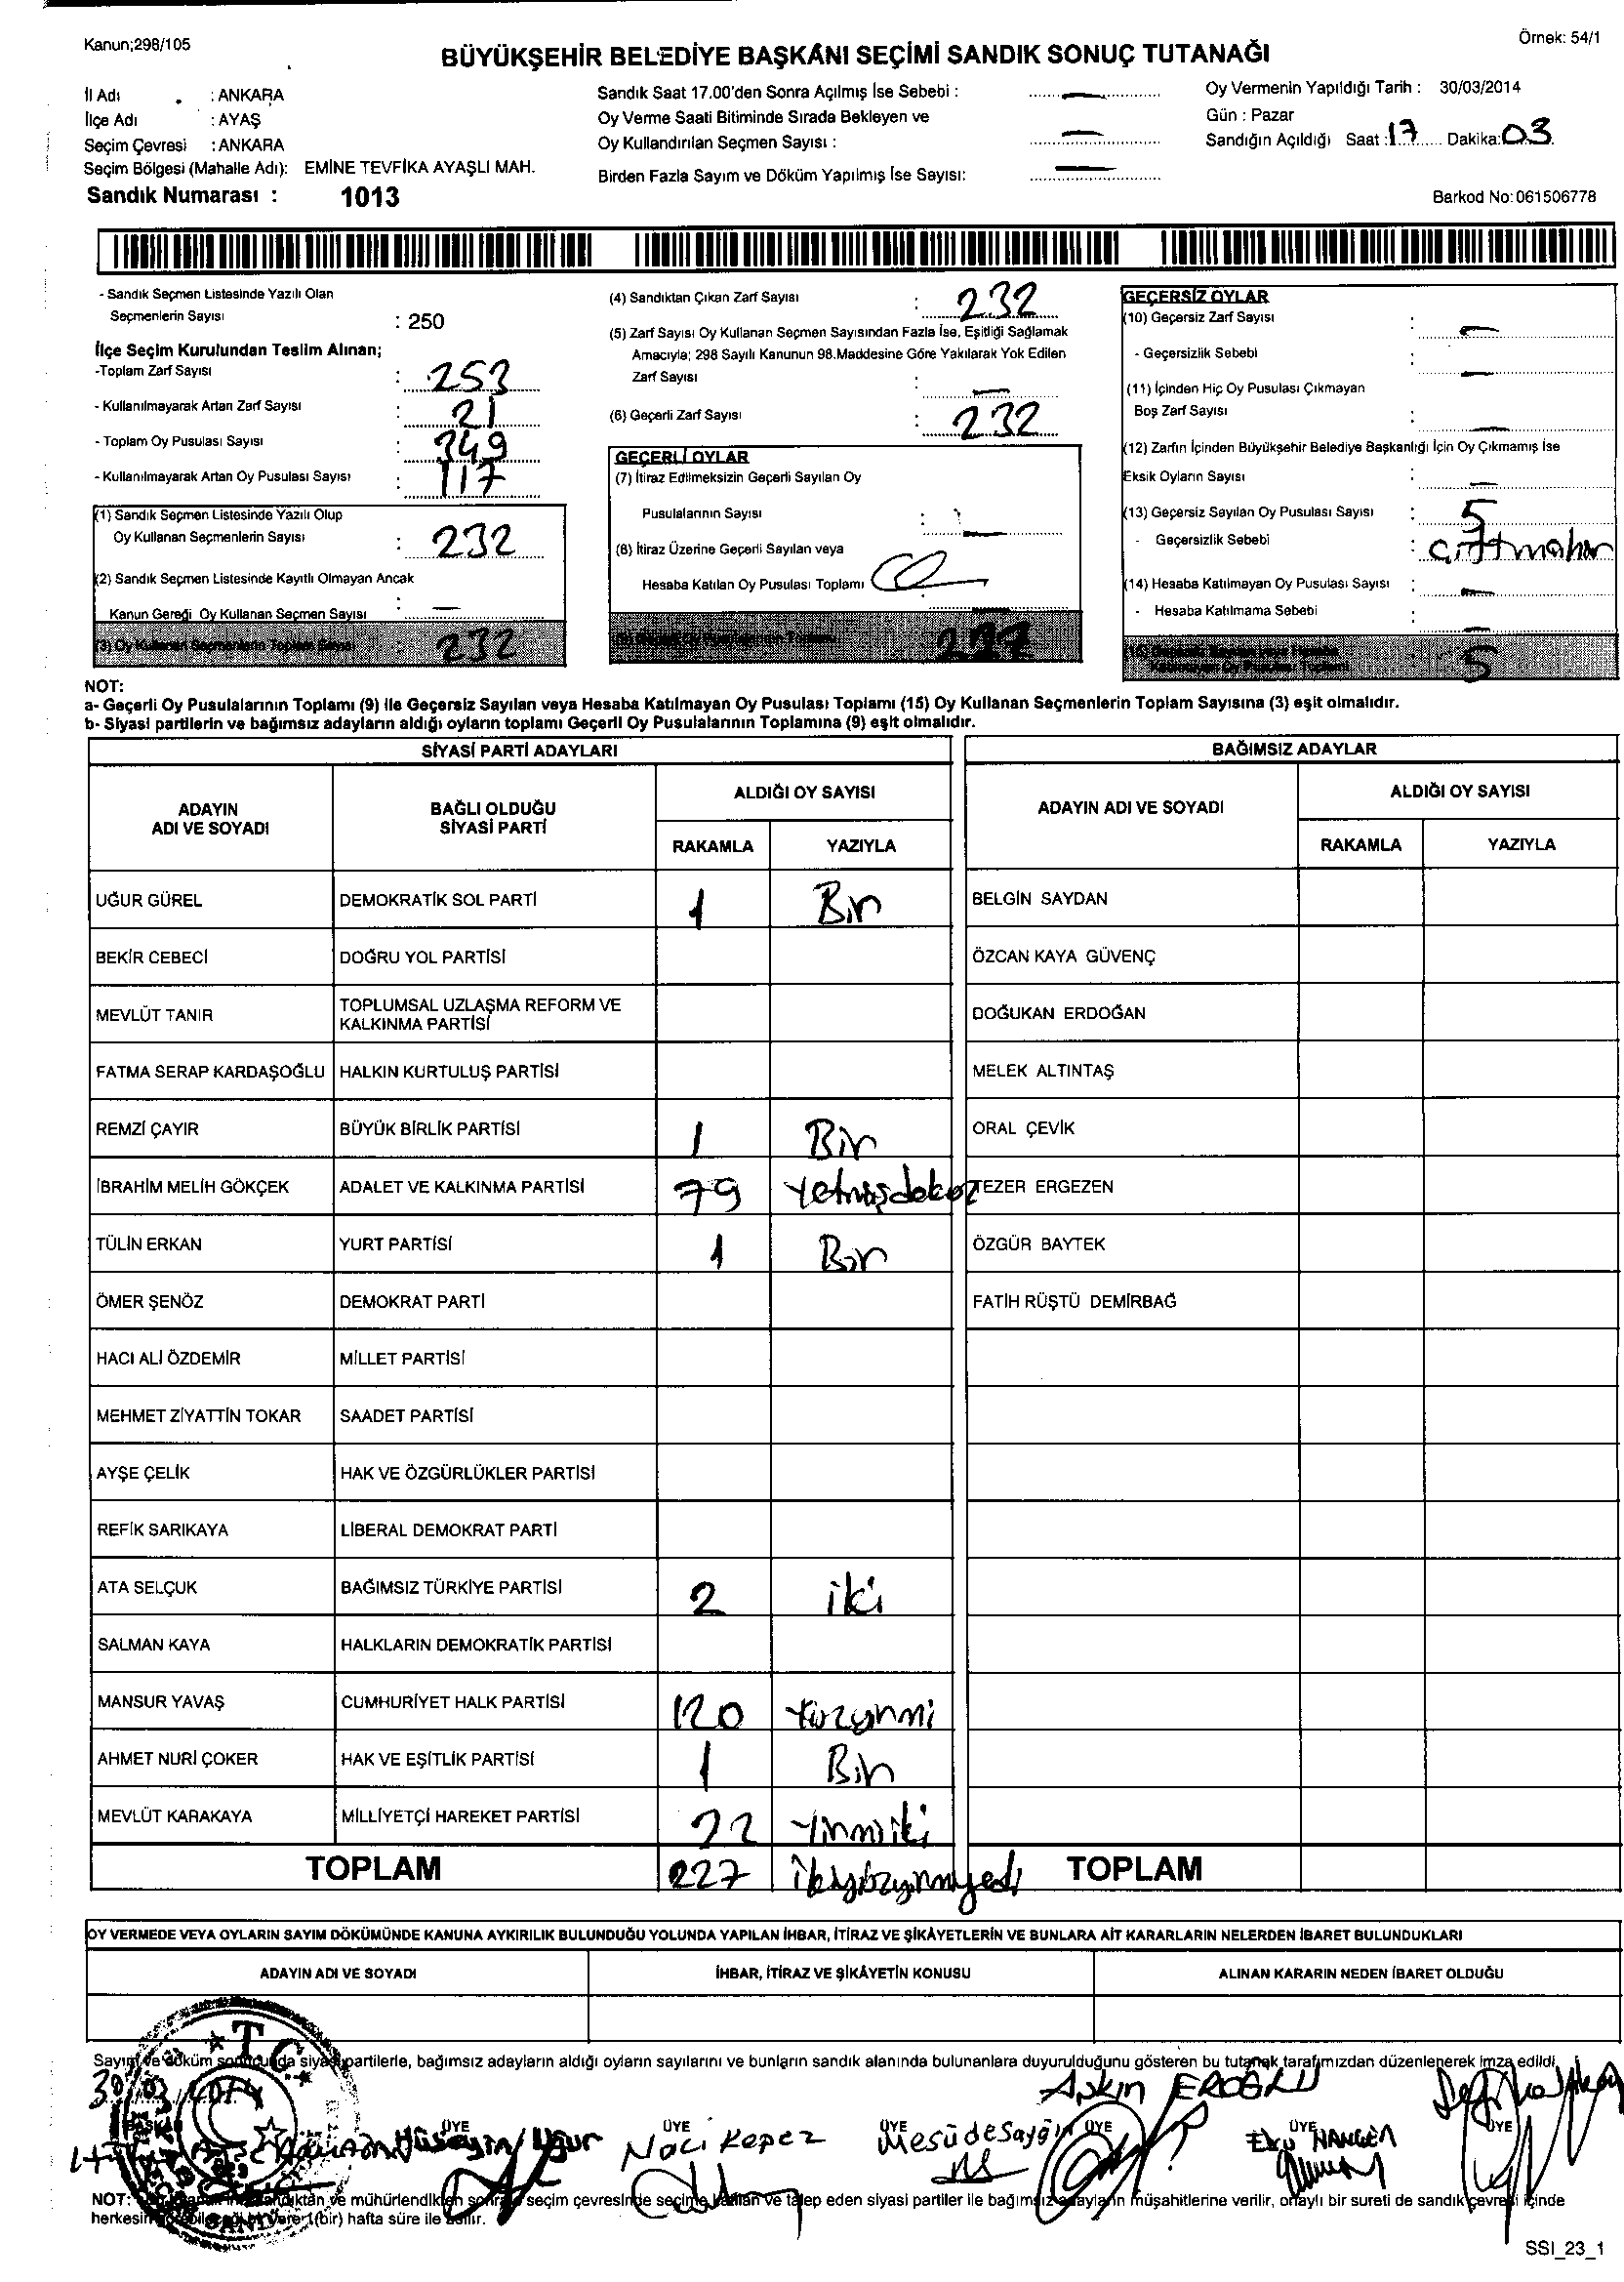 Kanun;298/105
Örnek: 54/1
BÜYÜKŞEHİR BELEDİYE BAŞKANI SEÇİMİ SANDIK SONUÇ TUTANAĞI
İl Adı : ANKARA
İlçe Adı : AYAŞ
Seçim Çevresi : ANKARA
Seçim Bölgesi (Mahalle Adı): EMİNE TEVFİKA AYAŞLI MAH.
Sandık Numarası : 1013
Sandık Saat 17.00'den Sonra Açılmış İse Sebebi : —
Oy Verme Saati Bitiminde Sırada Bekleyen ve
Oy Kullandırılan Seçmen Sayısı : —
Birden Fazla Sayım ve Döküm Yapılmış İse Sayısı: —
Oy Vermenin Yapıldığı Tarih : 30/03/2014
Gün : Pazar
Sandığın Açıldığı Saat : 17 Dakika: 03
Barkod No: 061506778
- Sandık Seçmen Listesinde Yazılı Olan
Seçmenlerin Sayısı : 250
İlçe Seçim Kurulundan Teslim Alınan;
-Toplam Zarf Sayısı : 253
- Kullanılmayarak Artan Zarf Sayısı : 21
- Toplam Oy Pusulası Sayısı : 349
- Kullanılmayarak Artan Oy Pusulası Sayısı : 117
(1) Sandık Seçmen Listesinde Yazılı Olup
Oy Kullanan Seçmenlerin Sayısı : 232
(2) Sandık Seçmen Listesinde Kayıtlı Olmayan Ancak
Kanun Gereği Oy Kullanan Seçmen Sayısı : —
(3) Oy Kullanan Seçmenlerin Toplam Sayısı 232
(4) Sandıktan Çıkan Zarf Sayısı : 232
(5) Zarf Sayısı Oy Kullanan Seçmen Sayısından Fazla İse, Eşitliği Sağlamak
Amacıyla; 298 Sayılı Kanunun 98.Maddesine Göre Yakılarak Yok Edilen
Zarf Sayısı : —
(6) Geçerli Zarf Sayısı : 232
GEÇERLİ OYLAR
(7) İtiraz Edilmeksizin Geçerli Sayılan Oy
Pusulalarının Sayısı : —
(8) İtiraz Üzerine Geçerli Sayılan veya
Hesaba Katılan Oy Pusulası Toplamı
(9) Geçerli Oy Pusulalarının Toplamı 227
GEÇERSİZ OYLAR
(10) Geçersiz Zarf Sayısı : —
- Geçersizlik Sebebi : —
(11) İçinden Hiç Oy Pusulası Çıkmayan
Boş Zarf Sayısı : —
(12) Zarfın İçinden Büyükşehir Belediye Başkanlığı İçin Oy Çıkmamış İse
Eksik Oyların Sayısı : —
(13) Geçersiz Sayılan Oy Pusulası Sayısı : 5
- Geçersizlik Sebebi :
(14) Hesaba Katılmayan Oy Pusulası Sayısı : —
- Hesaba Katılmama Sebebi : —
5
NOT:
a- Geçerli Oy Pusulalarının Toplamı (9) ile Geçersiz Sayılan veya Hesaba Katılmayan Oy Pusulası Toplamı (15) Oy Kullanan Seçmenlerin Toplam Sayısına (3) eşit olmalıdır.
b- Siyasi partilerin ve bağımsız adayların aldığı oyların toplamı Geçerli Oy Pusulalarının Toplamına (9) eşit olmalıdır.
SİYASİ PARTİ ADAYLARI BAĞIMSIZ ADAYLAR
ADAYIN ADI VE SOYADI BAĞLI OLDUĞU SİYASİ PARTİ ALDIĞI OY SAYISI ADAYIN ADI VE SOYADI ALDIĞI OY SAYISI
RAKAMLA YAZIYLA RAKAMLA YAZIYLA
UĞUR GÜREL DEMOKRATİK SOL PARTİ 1 Bir BELGİN SAYDAN
BEKİR CEBECİ DOĞRU YOL PARTİSİ ÖZCAN KAYA GÜVENÇ
MEVLÜT TANIR TOPLUMSAL UZLAŞMA REFORM VE KALKINMA PARTİSİ DOĞUKAN ERDOĞAN
FATMA SERAP KARDAŞOĞLU HALKIN KURTULUŞ PARTİSİ MELEK ALTINTAŞ
REMZİ ÇAYIR BÜYÜK BİRLİK PARTİSİ 1 Bir ORAL ÇEVİK
İBRAHİM MELİH GÖKÇEK ADALET VE KALKINMA PARTİSİ 79 Yetmişdokuz TEZER ERGEZEN
TÜLİN ERKAN YURT PARTİSİ 1 Bir ÖZGÜR BAYTEK
ÖMER ŞENÖZ DEMOKRAT PARTİ FATİH RÜŞTÜ DEMİRBAĞ
HACI ALİ ÖZDEMİR MİLLET PARTİSİ
MEHMET ZİYATTİN TOKAR SAADET PARTİSİ
AYŞE ÇELİK HAK VE ÖZGÜRLÜKLER PARTİSİ
REFİK SARIKAYA LİBERAL DEMOKRAT PARTİ
ATA SELÇUK BAĞIMSIZ TÜRKİYE PARTİSİ 2 iki
SALMAN KAYA HALKLARIN DEMOKRATİK PARTİSİ
MANSUR YAVAŞ CUMHURİYET HALK PARTİSİ 120 Yüzyirmi
AHMET NURİ ÇOKER HAK VE EŞİTLİK PARTİSİ 1 Bir
MEVLÜT KARAKAYA MİLLİYETÇİ HAREKET PARTİSİ 22 Yirmiiki
TOPLAM 227 ikiyüzyirmiyedi TOPLAM
OY VERMEDE VEYA OYLARIN SAYIM DÖKÜMÜNDE KANUNA AYKIRILIK BULUNDUĞU YOLUNDA YAPILAN İHBAR, İTİRAZ VE ŞİKÂYETLERİN VE BUNLARA AİT KARARLARIN NELERDEN İBARET BULUNDUKLARI
ADAYIN ADI VE SOYADI İHBAR, İTİRAZ VE ŞİKÂYETİN KONUSU ALINAN KARARIN NEDEN İBARET OLDUĞU
Sayım ve döküm sonucunda siyasi partilerle, bağımsız adayların aldığı oyların sayılarını ve bunların sandık alanında bulunanlara duyurulduğunu gösteren bu tutanak tarafımızdan düzenlenerek imza edildi
T.C.
30/03/2014
Aşkın EROĞLU
BAŞKAN ÜYE ÜYE ÜYE ÜYE ÜYE ÜYE
Hüseyin Uğur Naci Kepez Mesude
NOT: mühürlendikten sonra seçim çevresinde seçime katılan ve talep eden siyasi partiler ile bağımsız adayların müşahitlerine verilir, onaylı bir sureti de sandık çevresi içinde
herkesin 1(bir) hafta süre ile asılır.
SSI_23_1